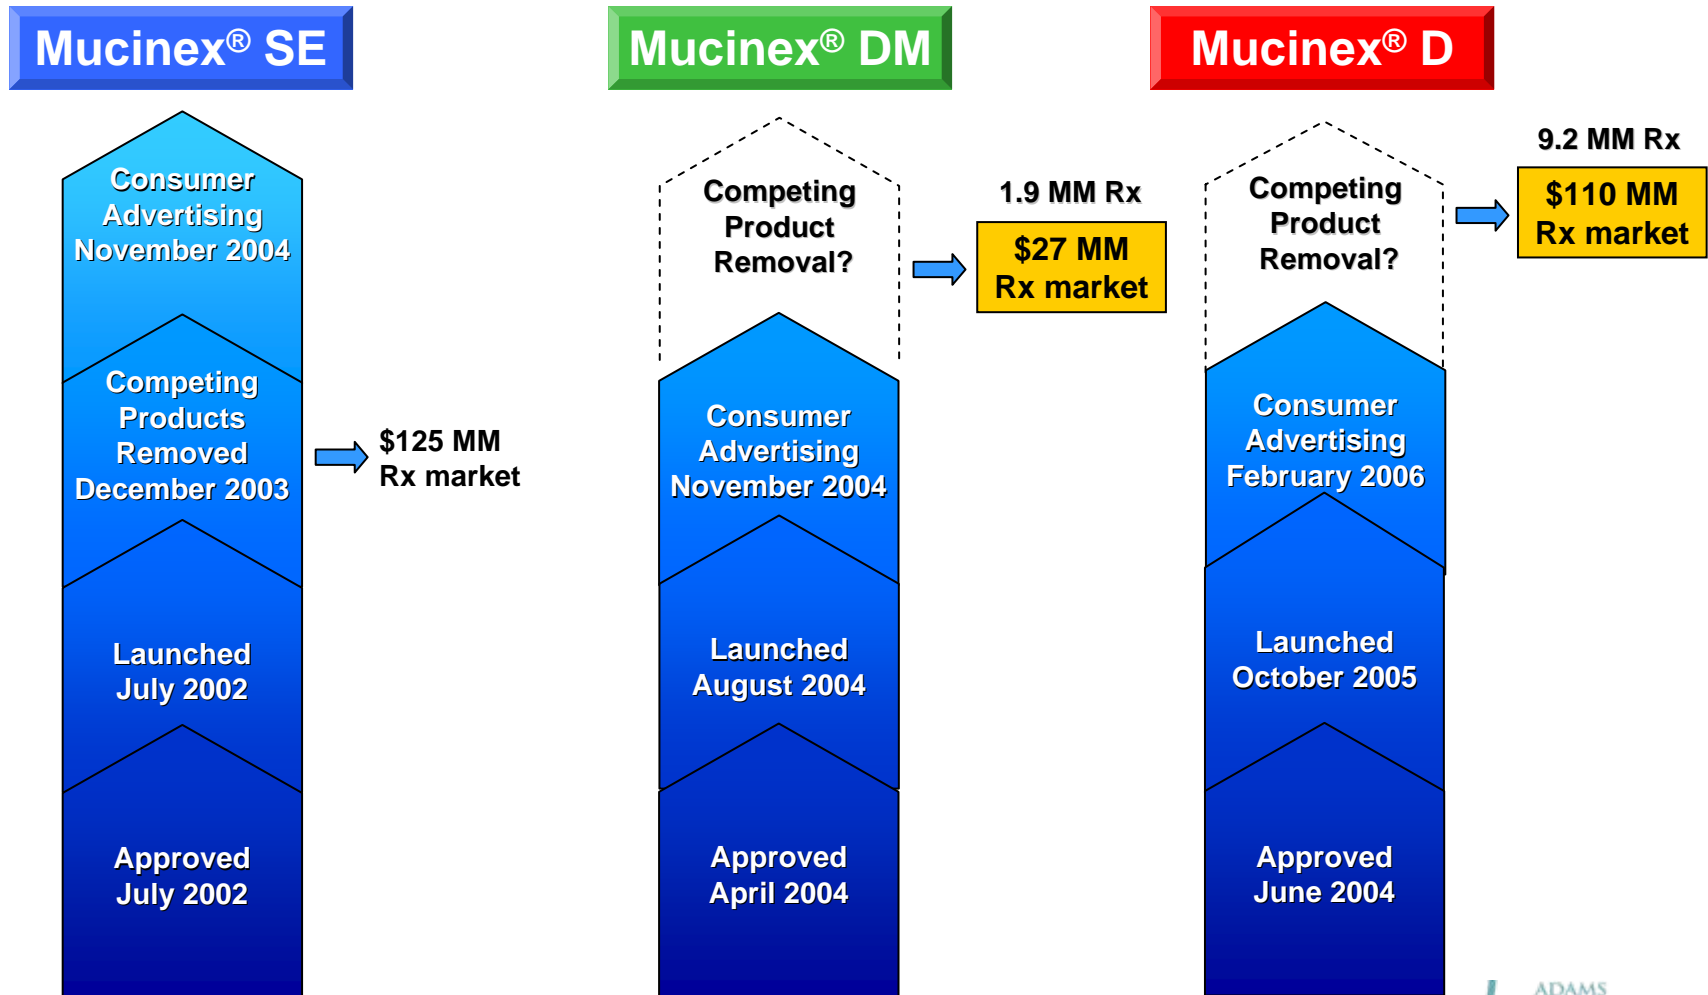 Mucinex® SE
Consumer
Advertising
November 2004
Competing
Products
Removed
December 2003
$125 MM
Rx market
Launched
July 2002
Approved
July 2002
Mucinex® DM
Competing
Product
Removal?
1.9 MM Rx
$27 MM
Rx market
Consumer
Advertising
November 2004
Launched
August 2004
Approved
April 2004
Mucinex® D
Competing
Product
Removal?
9.2 MM Rx
$110 MM
Rx market
Consumer
Advertising
February 2006
Launched
October 2005
Approved
June 2004
ADAMS